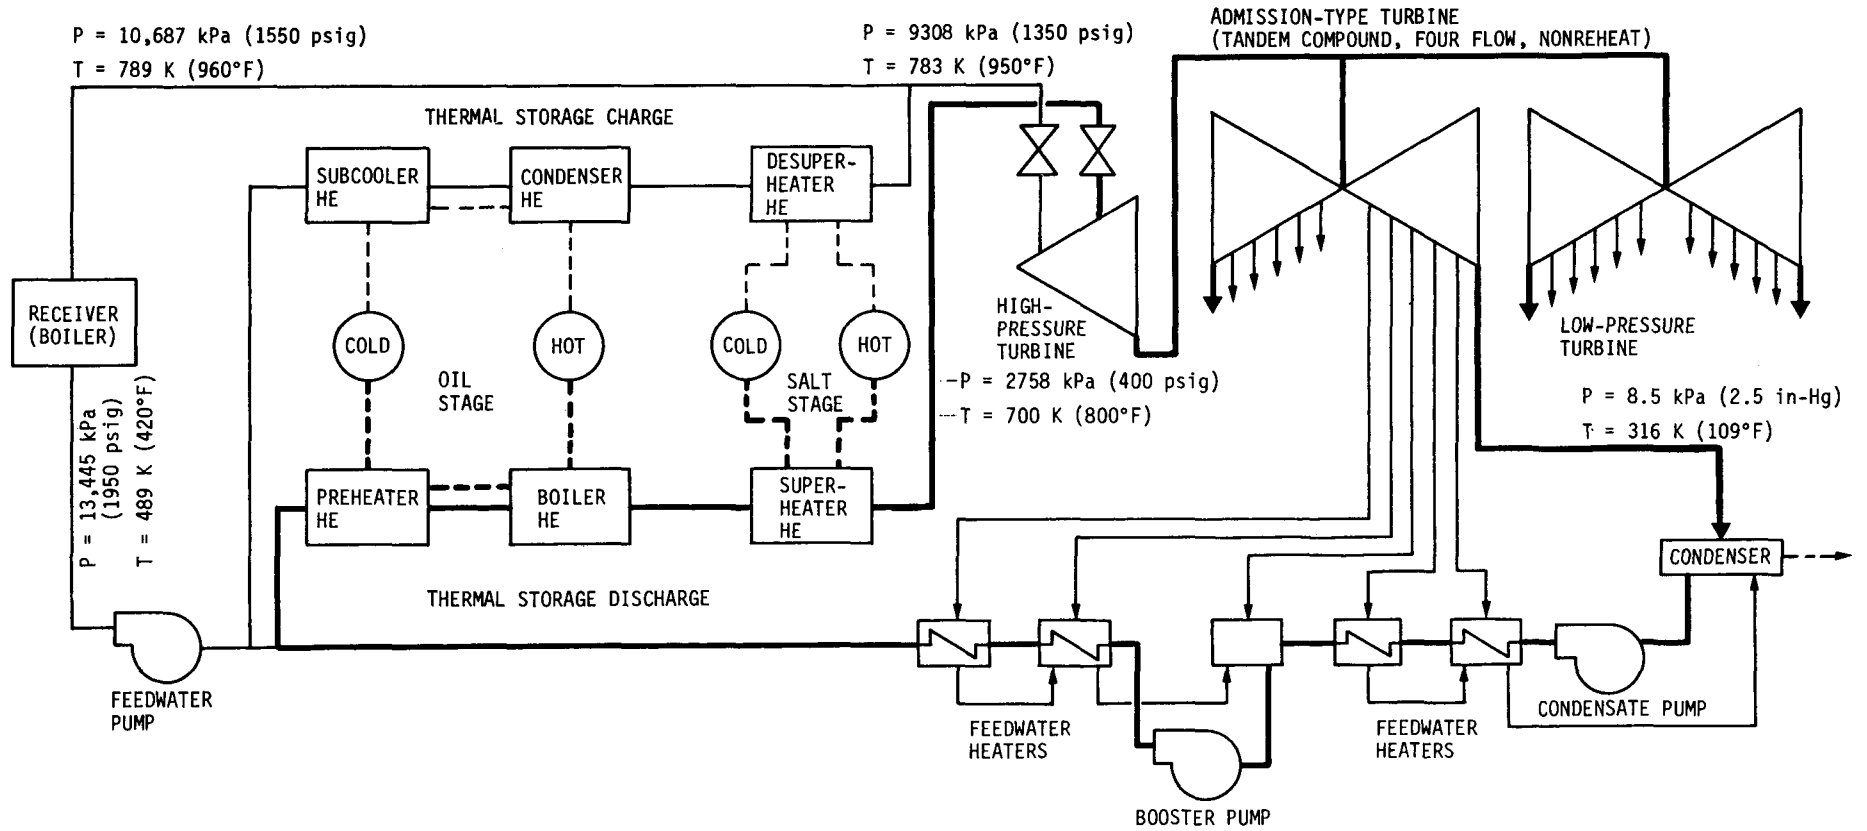 P = 10,687 kPa (1550 psig)
T = 789 K (960°F)
P = 9308 kPa (1350 psig)
T = 783 K (950°F)
ADMISSION-TYPE TURBINE
(TANDEM COMPOUND, FOUR FLOW, NONREHEAT)
THERMAL STORAGE CHARGE
SUBCOOLER
HE
CONDENSER
HE
DESUPER-
HEATER
HE
RECEIVER
(BOILER)
COLD
HOT
COLD
HOT
OIL
STAGE
SALT
STAGE
HIGH-
PRESSURE
TURBINE
LOW-PRESSURE
TURBINE
P = 2758 kPa (400 psig)
T = 700 K (800°F)
P = 8.5 kPa (2.5 in-Hg)
T = 316 K (109°F)
P = 13,445 kPa
(1950 psig)
T = 489 K (420°F)
PREHEATER
HE
BOILER
HE
SUPER-
HEATER
HE
CONDENSER
THERMAL STORAGE DISCHARGE
FEEDWATER
PUMP
FEEDWATER
HEATERS
BOOSTER PUMP
FEEDWATER
HEATERS
CONDENSATE PUMP